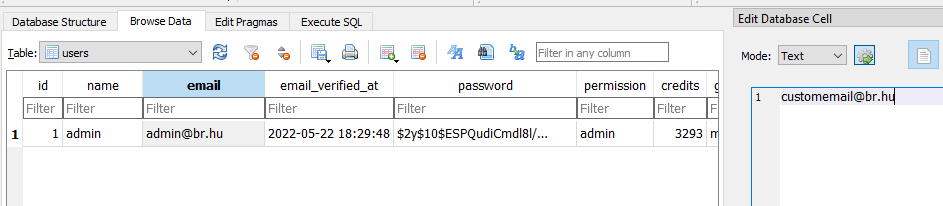 Database Structure Browse Data Edit Pragmas Execute SQL
Edit Database Cell
Table: users Filter in any column
Mode: Text
id name email email_verified_at password permission credits g
Filter Filter Filter Filter Filter Filter Filter
1 1 admin admin@br.hu 2022-05-22 18:29:48 $2y$10$ESPQudiCmdl8l/... admin 3293 m
1 customemail@br.hu